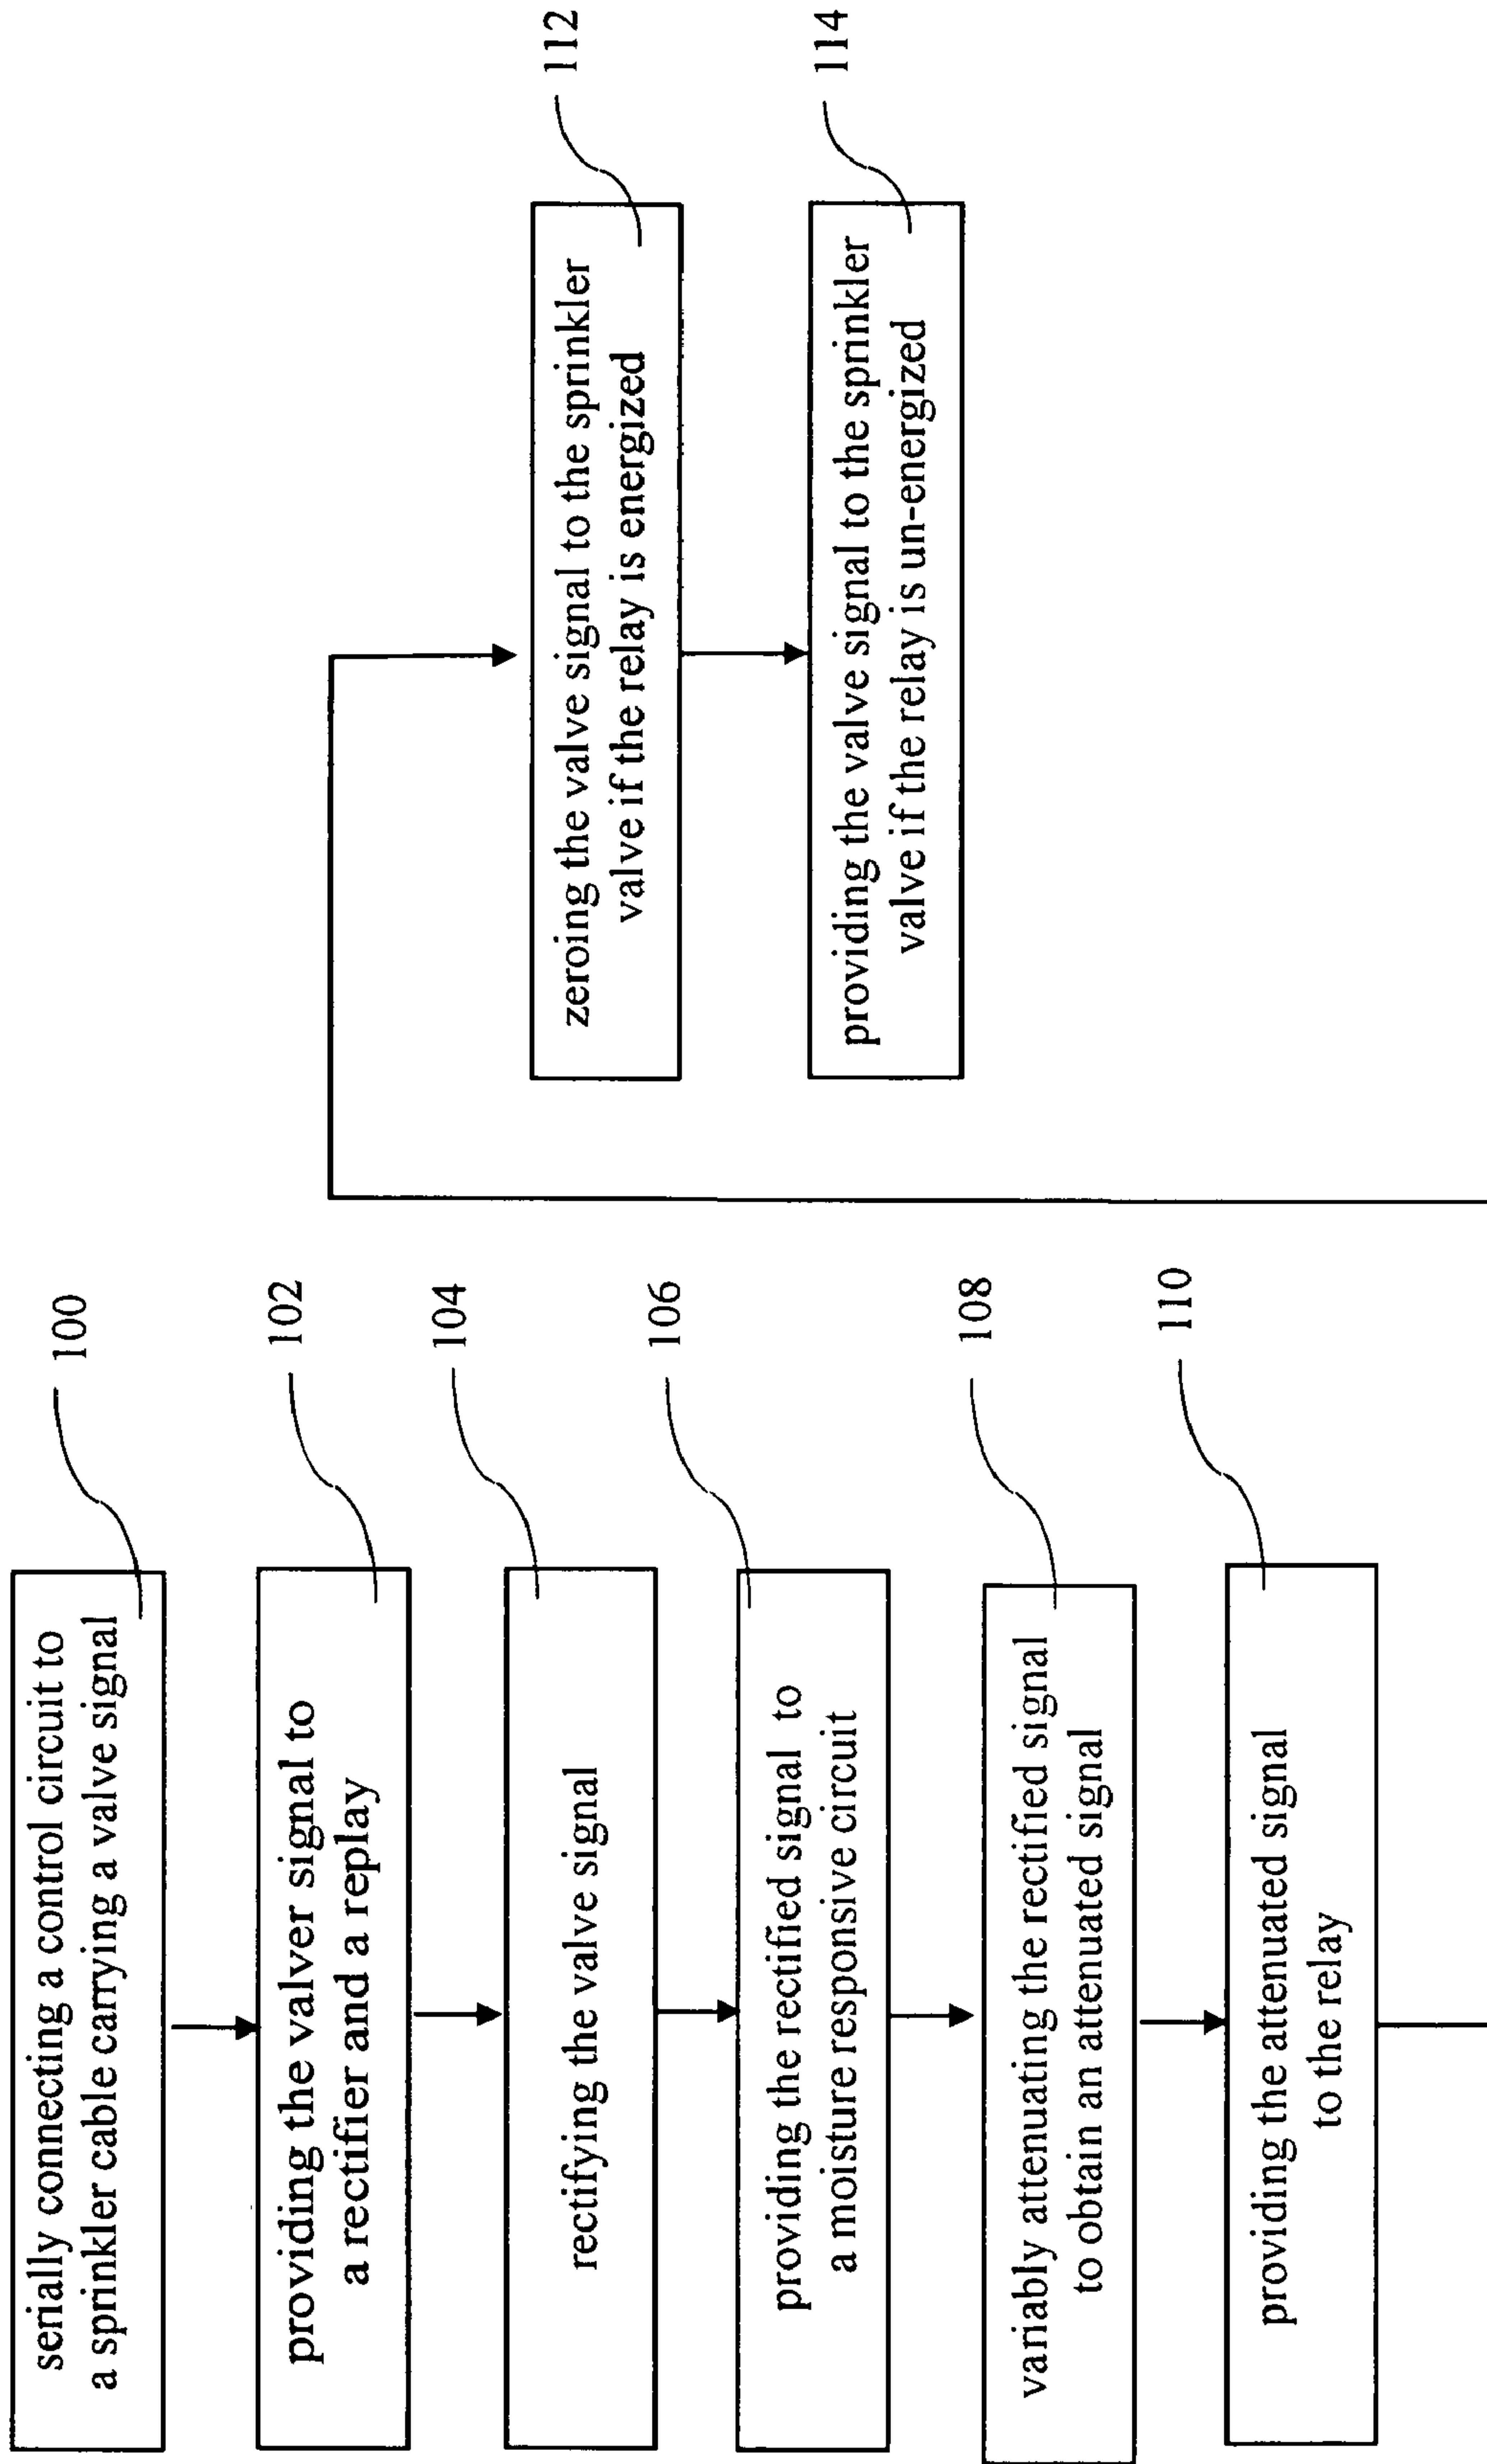 serially connecting a control circuit to
a sprinkler cable carrying a valve signal
100
providing the valver signal to
a rectifier and a replay
102
rectifying the valve signal
104
providing the rectified signal to
a moisture responsive circuit
106
variably attenuating the rectified signal
to obtain an attenuated signal
108
providing the attenuated signal
to the relay
110
zeroing the valve signal to the sprinkler
valve if the relay is energized
112
providing the valve signal to the sprinkler
valve if the relay is un-energized
114